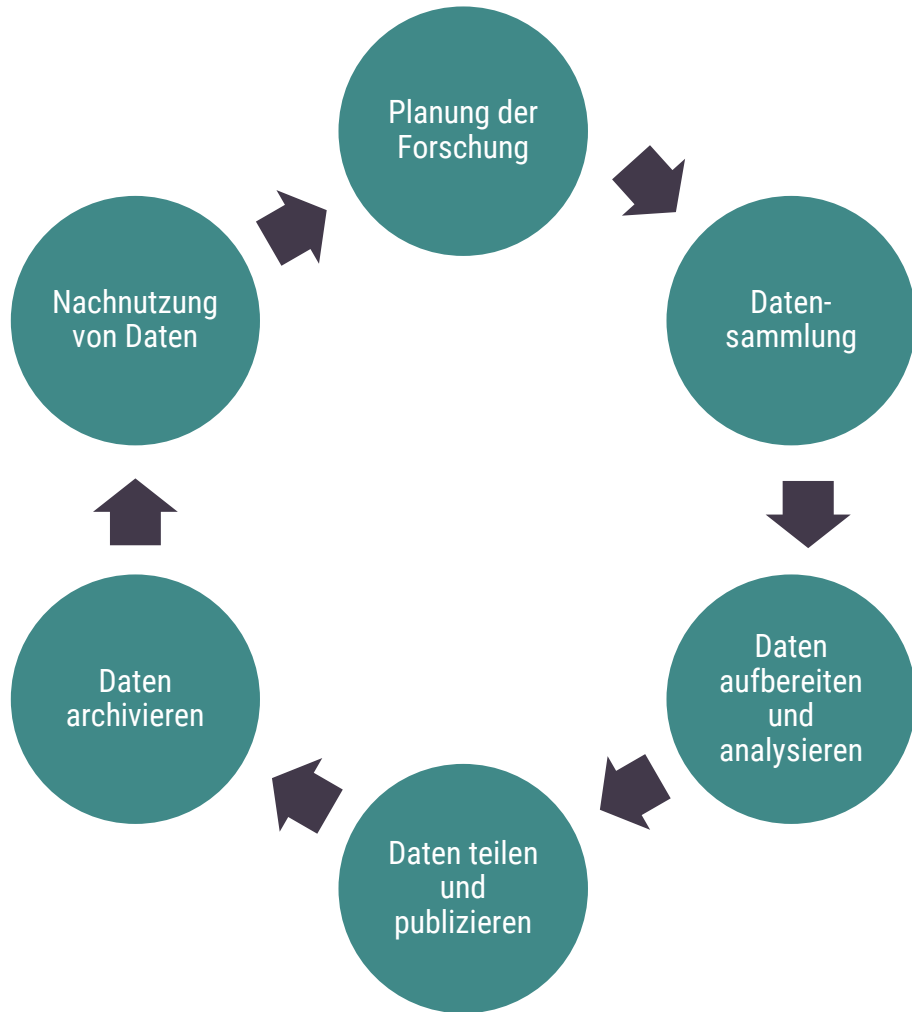 Planung der
Forschung
Daten-
sammlung
Daten
aufbereiten
und
analysieren
Daten teilen
und
publizieren
Daten
archivieren
Nachnutzung
von Daten